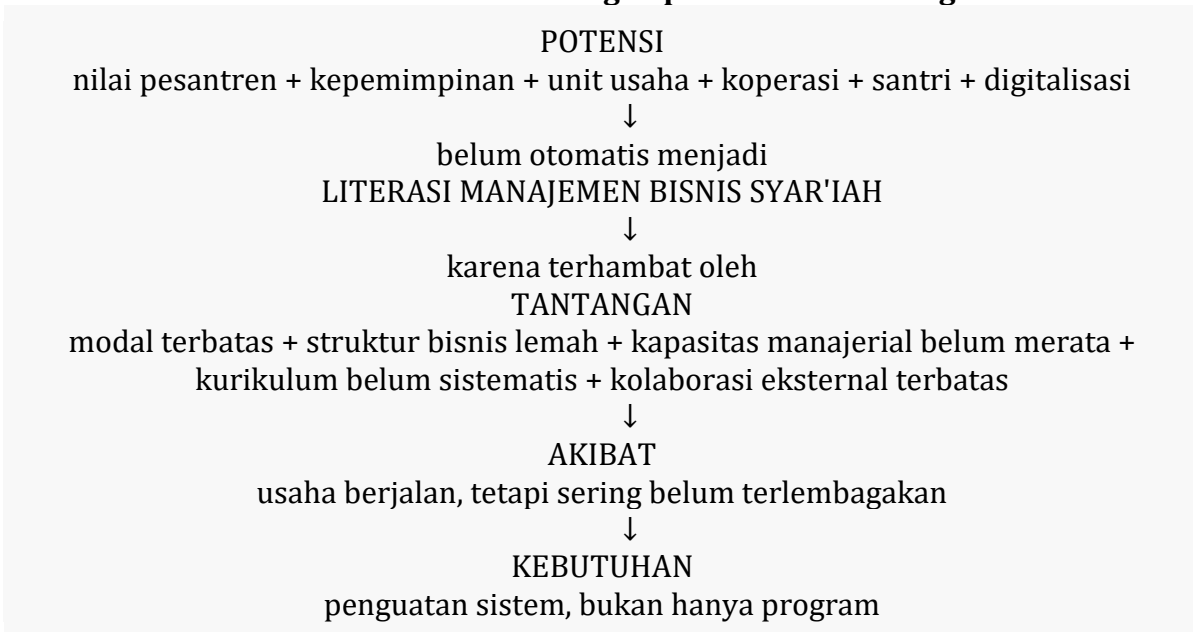 POTENSI
nilai pesantren + kepemimpinan + unit usaha + koperasi + santri + digitalisasi
↓
belum otomatis menjadi
LITERASI MANAJEMEN BISNIS SYAR'IAH
↓
karena terhambat oleh
TANTANGAN
modal terbatas + struktur bisnis lemah + kapasitas manajerial belum merata +
kurikulum belum sistematis + kolaborasi eksternal terbatas
↓
AKIBAT
usaha berjalan, tetapi sering belum terlembagakan
↓
KEBUTUHAN
penguatan sistem, bukan hanya program